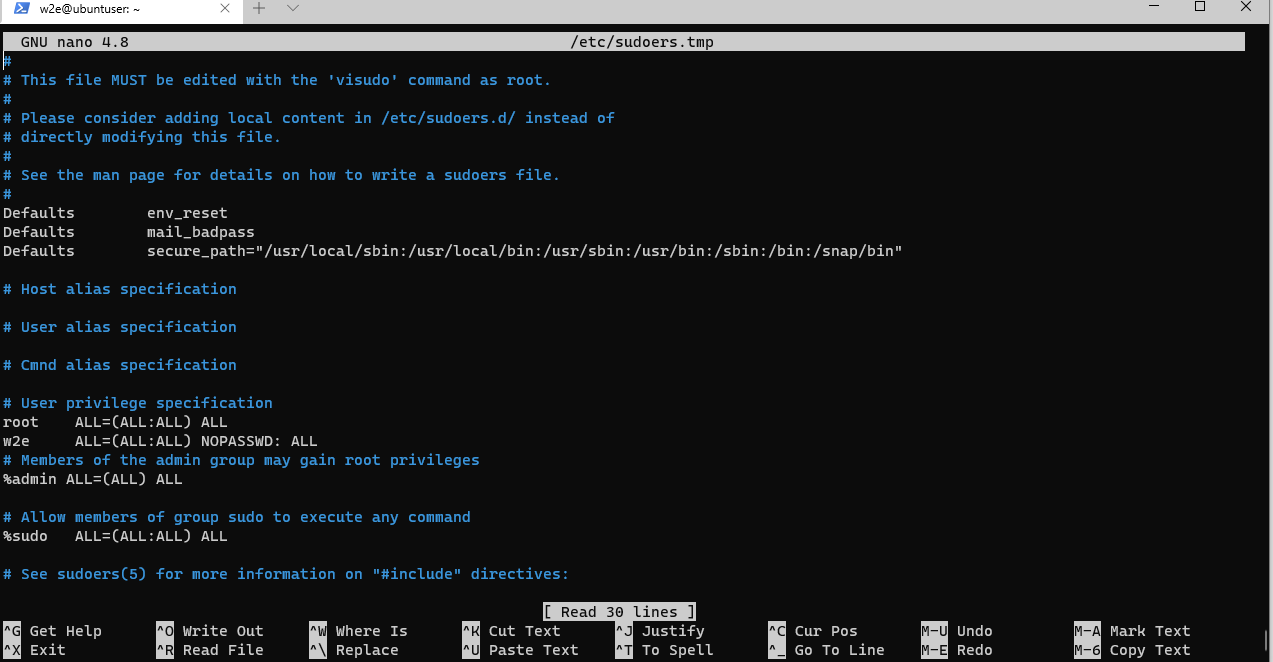 w2e@ubuntuser: ~
GNU nano 4.8 /etc/sudoers.tmp
#
# This file MUST be edited with the 'visudo' command as root.
#
# Please consider adding local content in /etc/sudoers.d/ instead of
# directly modifying this file.
#
# See the man page for details on how to write a sudoers file.
#
Defaults        env_reset
Defaults        mail_badpass
Defaults        secure_path="/usr/local/sbin:/usr/local/bin:/usr/sbin:/usr/bin:/sbin:/bin:/snap/bin"
# Host alias specification
# User alias specification
# Cmnd alias specification
# User privilege specification
root    ALL=(ALL:ALL) ALL
w2e     ALL=(ALL:ALL) NOPASSWD: ALL
# Members of the admin group may gain root privileges
%admin ALL=(ALL) ALL
# Allow members of group sudo to execute any command
%sudo   ALL=(ALL:ALL) ALL
# See sudoers(5) for more information on "#include" directives:
[ Read 30 lines ]
^G Get Help ^O Write Out ^W Where Is ^K Cut Text ^J Justify ^C Cur Pos M-U Undo M-A Mark Text
^X Exit ^R Read File ^\ Replace ^U Paste Text ^T To Spell ^_ Go To Line M-E Redo M-6 Copy Text